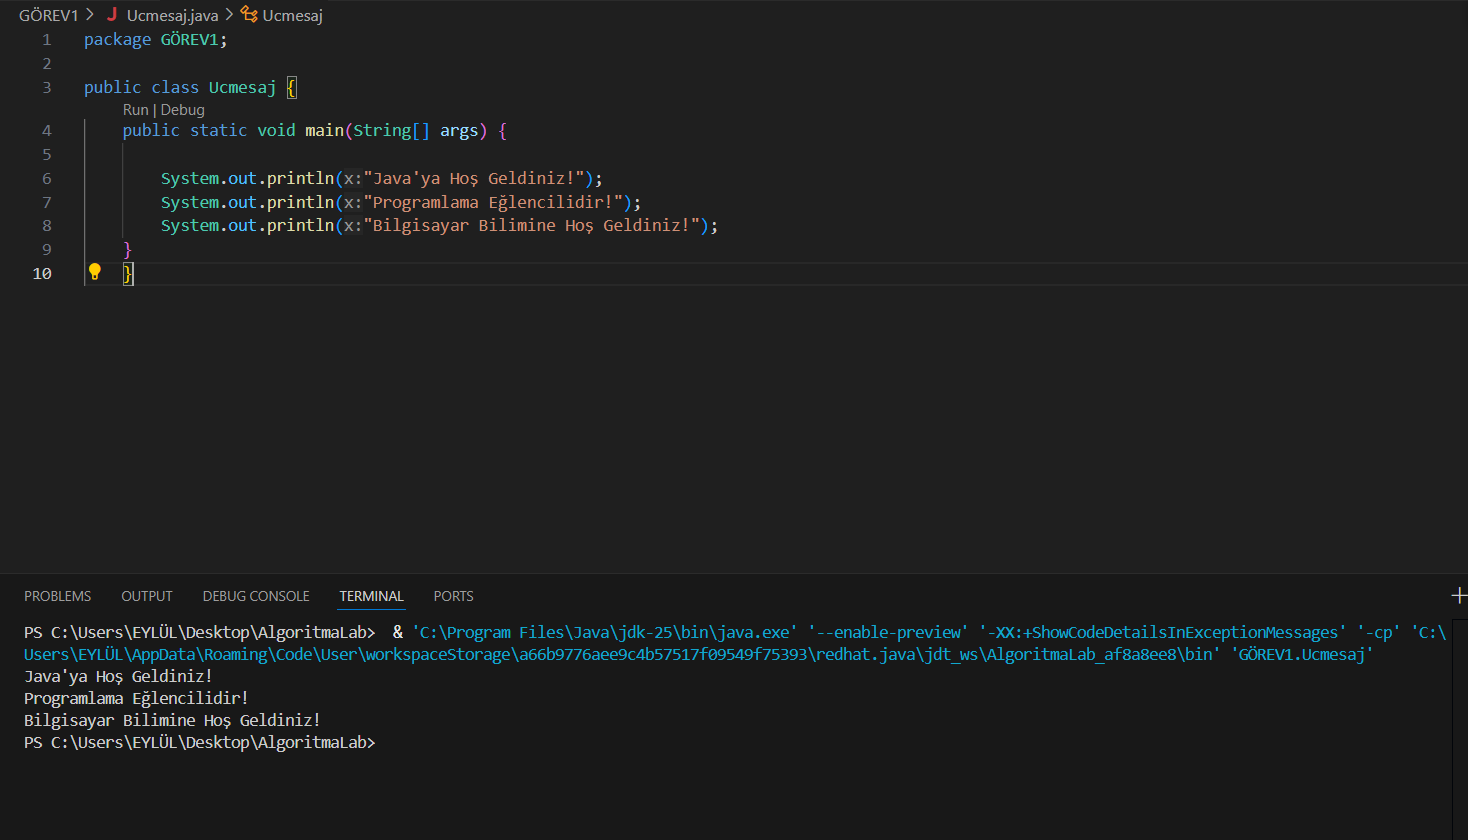 GÖREV1 > J Ucmesaj.java > Ucmesaj
1 package GÖREV1;
2
3 public class Ucmesaj {
Run | Debug
4 public static void main(String[] args) {
5
6 System.out.println(x:"Java'ya Hoş Geldiniz!");
7 System.out.println(x:"Programlama Eğlencilidir!");
8 System.out.println(x:"Bilgisayar Bilimine Hoş Geldiniz!");
9 }
10 }
PROBLEMS OUTPUT DEBUG CONSOLE TERMINAL PORTS
PS C:\Users\EYLÜL\Desktop\AlgoritmaLab> & 'C:\Program Files\Java\jdk-25\bin\java.exe' '--enable-preview' '-XX:+ShowCodeDetailsInExceptionMessages' '-cp' 'C:\
Users\EYLÜL\AppData\Roaming\Code\User\workspaceStorage\a66b9776aee9c4b57517f09549f75393\redhat.java\jdt_ws\AlgoritmaLab_af8a8ee8\bin' 'GÖREV1.Ucmesaj'
Java'ya Hoş Geldiniz!
Programlama Eğlencilidir!
Bilgisayar Bilimine Hoş Geldiniz!
PS C:\Users\EYLÜL\Desktop\AlgoritmaLab>